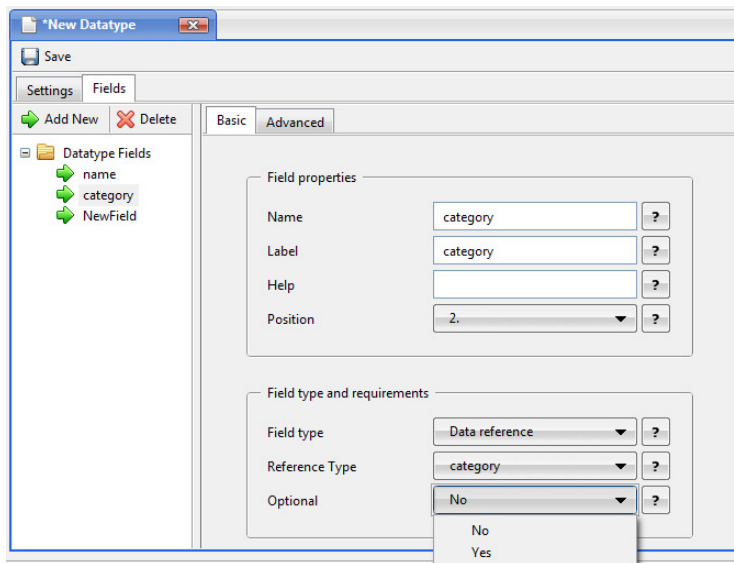 *New Datatype
Save
Settings Fields
Add New Delete
Basic Advanced
Datatype Fields
name
category
NewField
Field properties
Name category ?
Label category ?
Help ?
Position 2. ?
Field type and requirements
Field type Data reference ?
Reference Type category ?
Optional No ?
No
Yes